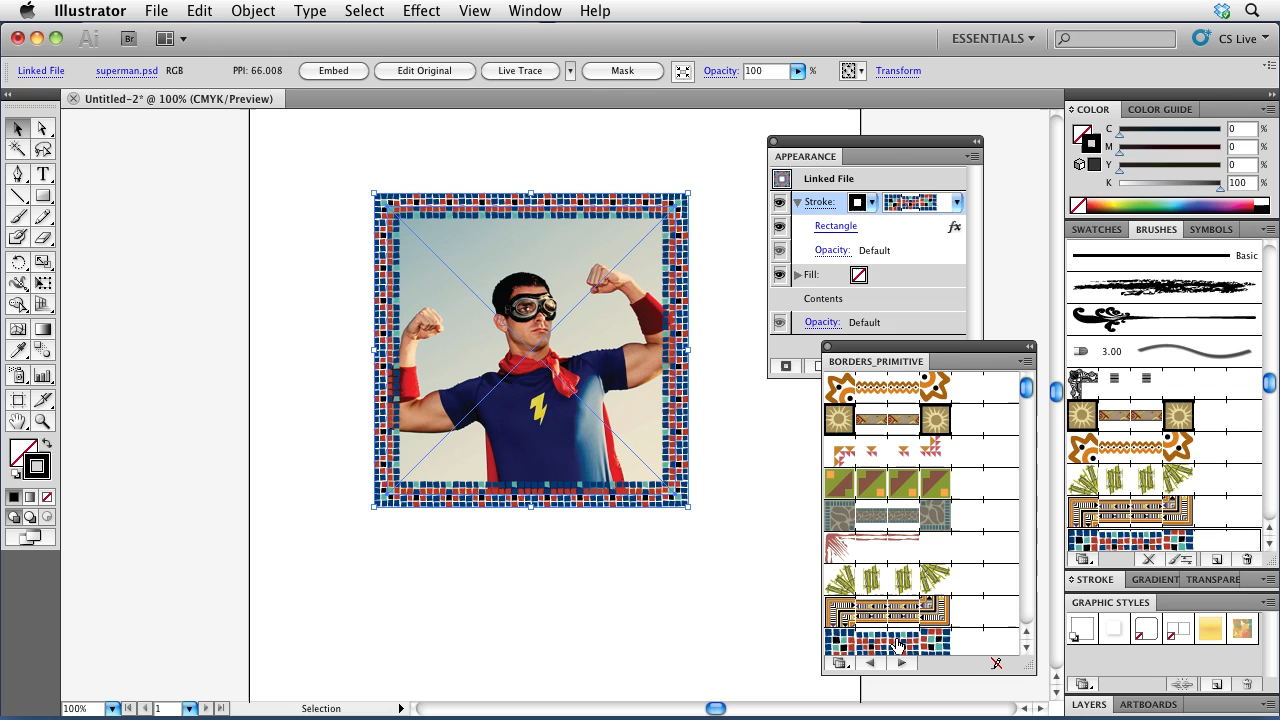 Illustrator File Edit Object Type Select Effect View Window Help
Ai Br ESSENTIALS CS Live
Linked File superman.psd RGB PPI: 66.008 Embed Edit Original Live Trace Mask Opacity: 100 % Transform
Untitled-2* @ 100% (CMYK/Preview)
COLOR COLOR GUIDE
C 0 %
M 0 %
Y 0 %
K 100 %
APPEARANCE
Linked File
Stroke:
Rectangle fx
Opacity: Default
Fill:
Contents
Opacity: Default
SWATCHES BRUSHES SYMBOLS
Basic
3.00
BORDERS_PRIMITIVE
T
STROKE GRADIENT TRANSPARE
GRAPHIC STYLES
LAYERS ARTBOARDS
100% 1 Selection